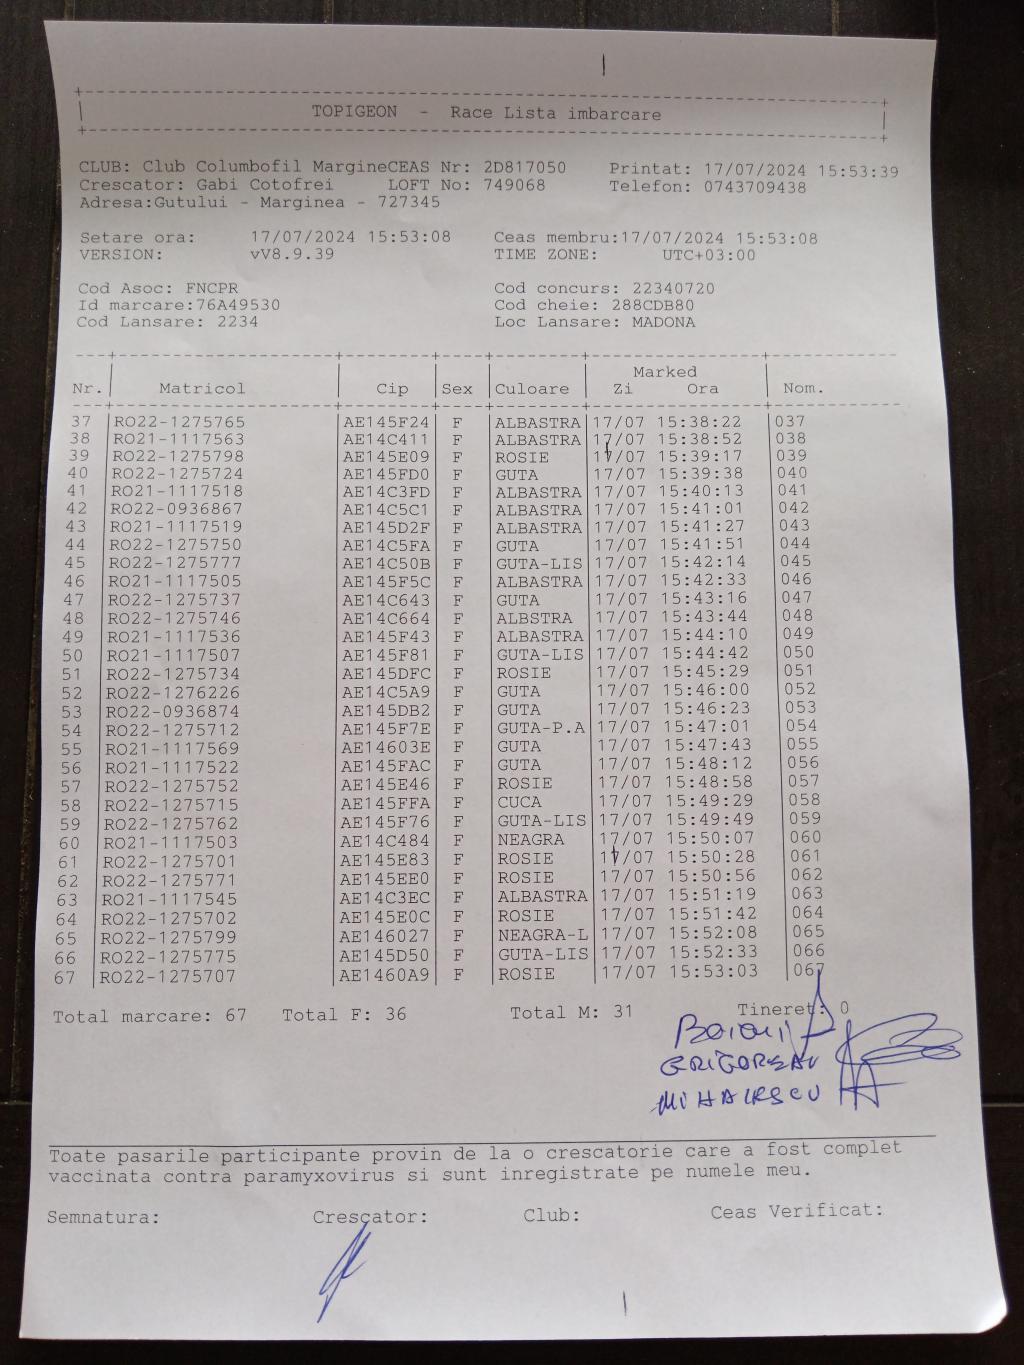 TOPIGEON - Race Lista imbarcare
CLUB: Club Columbofil MargineCEAS Nr: 2D817050 Printat: 17/07/2024 15:53:39
Crescator: Gabi Cotofrei LOFT No: 749068 Telefon: 0743709438
Adresa:Gutului - Marginea - 727345
Setare ora: 17/07/2024 15:53:08 Ceas membru:17/07/2024 15:53:08
VERSION: vV8.9.39 TIME ZONE: UTC+03:00
Cod Asoc: FNCPR Cod concurs: 22340720
Id marcare:76A49530 Cod cheie: 288CDB80
Cod Lansare: 2234 Loc Lansare: MADONA
Marked
Nr. Matricol Cip Sex Culoare Zi Ora Nom.
37 RO22-1275765 AE145F24 F ALBASTRA 17/07 15:38:22 037
38 RO21-1117563 AE14C411 F ALBASTRA 17/07 15:38:52 038
39 RO22-1275798 AE145E09 F ROSIE 17/07 15:39:17 039
40 RO22-1275724 AE145FD0 F GUTA 17/07 15:39:38 040
41 RO21-1117518 AE14C3FD F ALBASTRA 17/07 15:40:13 041
42 RO22-0936867 AE14C5C1 F ALBASTRA 17/07 15:41:01 042
43 RO21-1117519 AE145D2F F ALBASTRA 17/07 15:41:27 043
44 RO22-1275750 AE14C5FA F GUTA 17/07 15:41:51 044
45 RO22-1275777 AE14C50B F GUTA-LIS 17/07 15:42:14 045
46 RO21-1117505 AE145F5C F ALBASTRA 17/07 15:42:33 046
47 RO22-1275737 AE14C643 F GUTA 17/07 15:43:16 047
48 RO22-1275746 AE14C664 F ALBSTRA 17/07 15:43:44 048
49 RO21-1117536 AE145F43 F ALBASTRA 17/07 15:44:10 049
50 RO21-1117507 AE145F81 F GUTA-LIS 17/07 15:44:42 050
51 RO22-1275734 AE145DFC F ROSIE 17/07 15:45:29 051
52 RO22-1276226 AE14C5A9 F GUTA 17/07 15:46:00 052
53 RO22-0936874 AE145DB2 F GUTA 17/07 15:46:23 053
54 RO22-1275712 AE145F7E F GUTA-P.A 17/07 15:47:01 054
55 RO21-1117569 AE14603E F GUTA 17/07 15:47:43 055
56 RO21-1117522 AE145FAC F GUTA 17/07 15:48:12 056
57 RO22-1275752 AE145E46 F ROSIE 17/07 15:48:58 057
58 RO22-1275715 AE145FFA F CUCA 17/07 15:49:29 058
59 RO22-1275762 AE145F76 F GUTA-LIS 17/07 15:49:49 059
60 RO21-1117503 AE14C484 F NEAGRA 17/07 15:50:07 060
61 RO22-1275701 AE145E83 F ROSIE 17/07 15:50:28 061
62 RO22-1275771 AE145EE0 F ROSIE 17/07 15:50:56 062
63 RO21-1117545 AE14C3EC F ALBASTRA 17/07 15:51:19 063
64 RO22-1275702 AE145E0C F ROSIE 17/07 15:51:42 064
65 RO22-1275799 AE146027 F NEAGRA-L 17/07 15:52:08 065
66 RO22-1275775 AE145D50 F GUTA-LIS 17/07 15:52:33 066
67 RO22-1275707 AE1460A9 F ROSIE 17/07 15:53:03 067
Total marcare: 67 Total F: 36 Total M: 31 Tineret: 0
MIHAIESCU
Toate pasarile participante provin de la o crescatorie care a fost complet
vaccinata contra paramyxovirus si sunt inregistrate pe numele meu.
Semnatura: Crescator: Club: Ceas Verificat: